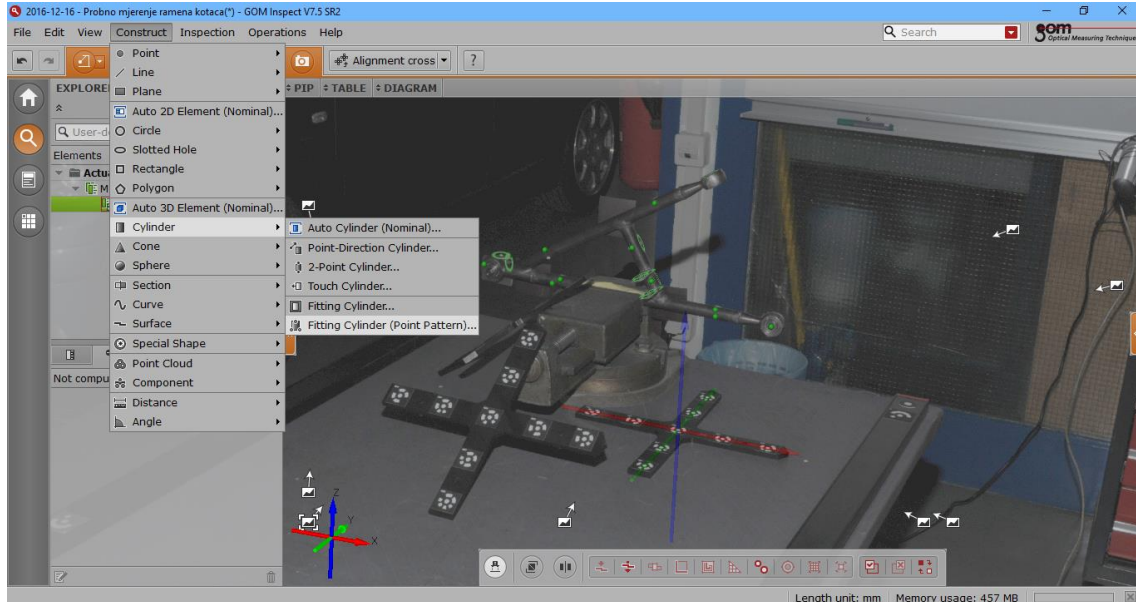 2016-12-16 - Probno mjerenje ramena kotaca(*) - GOM Inspect V7.5 SR2
File Edit View Construct Inspection Operations Help
Search
gom
Optical Measuring Techniques
Alignment cross
?
EXPLORE
PIP TABLE DIAGRAM
User-d
Elements
Actu
M
Not compu
Point
Line
Plane
Auto 2D Element (Nominal)...
Circle
Slotted Hole
Rectangle
Polygon
Auto 3D Element (Nominal)...
Cylinder
Cone
Sphere
Section
Curve
Surface
Special Shape
Point Cloud
Component
Distance
Angle
Auto Cylinder (Nominal)...
Point-Direction Cylinder...
2-Point Cylinder...
Touch Cylinder...
Fitting Cylinder...
Fitting Cylinder (Point Pattern)...
Z
Y
X
Length unit: mm Memory usage: 457 MB